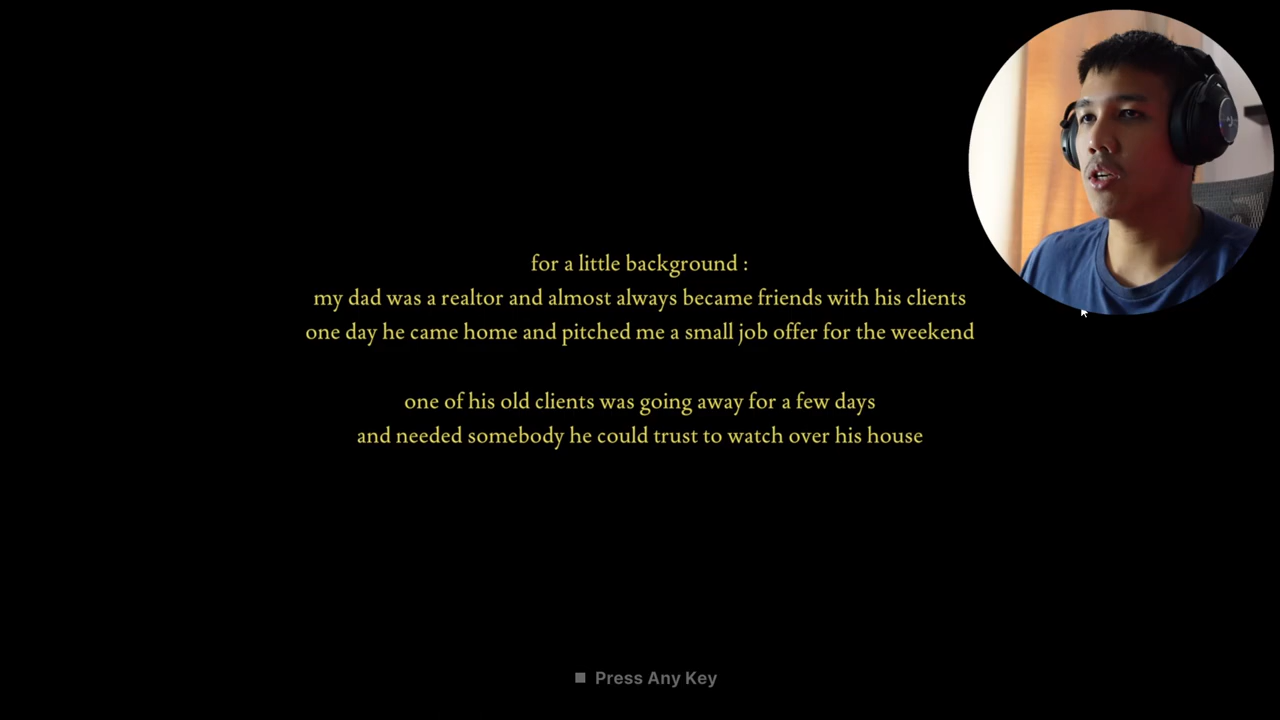 for a little background :
my dad was a realtor and almost always became friends with his clients
one day he came home and pitched me a small job offer for the weekend
one of his old clients was going away for a few days
and needed somebody he could trust to watch over his house
Press Any Key